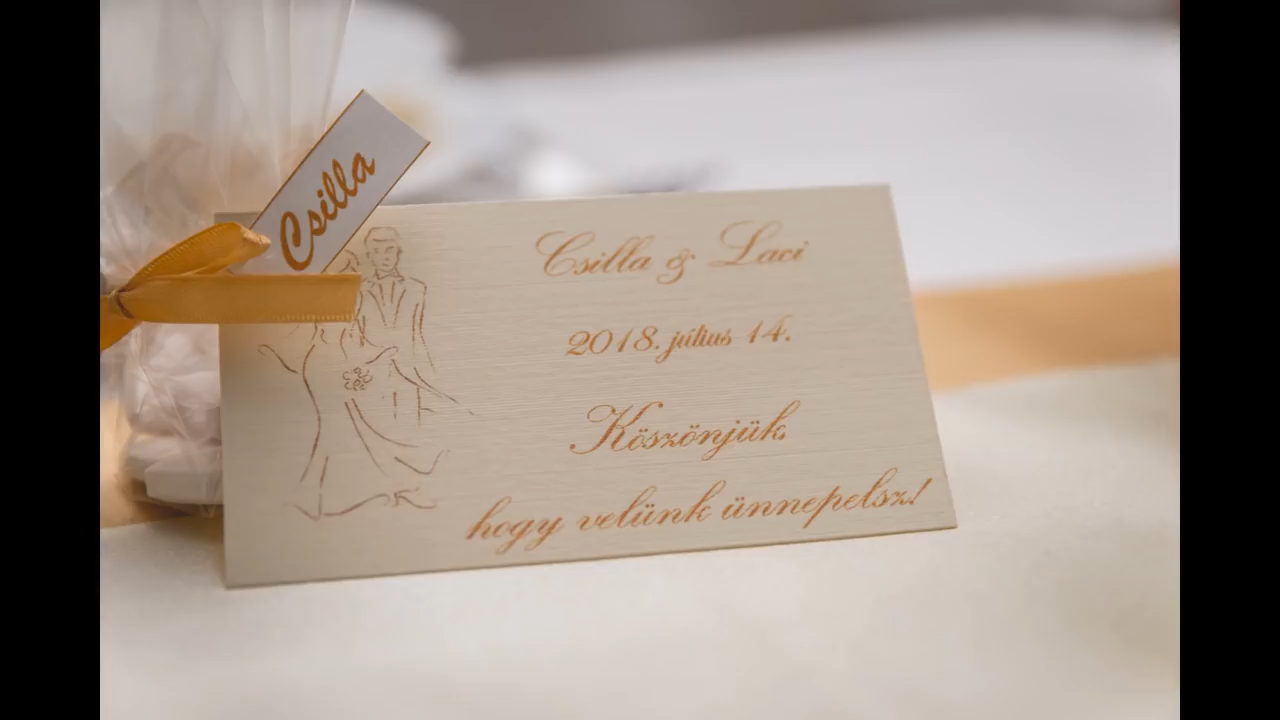 Csilla
Csilla & Laci
2018. július 14.
Köszönjük,
hogy velünk ünnepelsz!